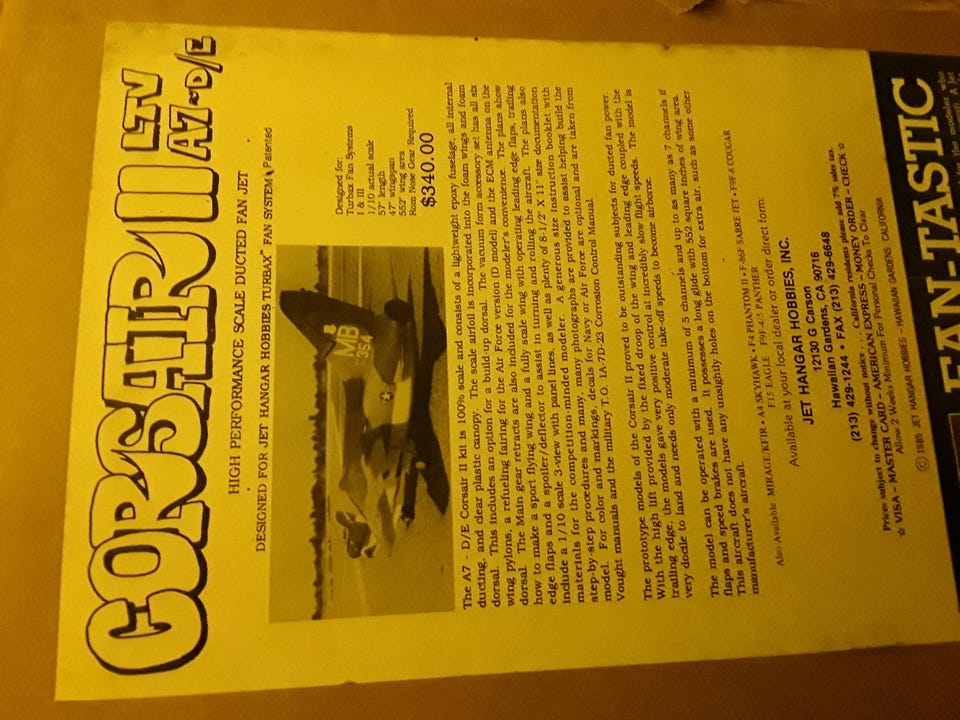 CORSAIR II LTV
A7-D/E
HIGH PERFORMANCE SCALE DUCTED FAN JET
DESIGNED FOR JET HANGAR HOBBIES TURBAX™ FAN SYSTEM Patented
MB
354
Designed for:
Turbax Fan Systems
I & III
1/10 actual scale
57" length
47" wingspan
552" wing area
Rom Nose Gear Required
$340.00
The A7 - D/E Corsair II kit is 100% scale and consists of a lightweight epoxy fuselage, all internal
ducting, and clear plastic canopy. The scale airfoil is incorporated into the foam wings and foam
dorsal. This includes an option for a build-up dorsal. The vacuum form accessory set has all six
wing pylons, a refueling fairing for the Air Force version (D model) and the ECM antenna on the
dorsal. The Main gear retracts are also included for the modeler's convenience. The plans show
how to make a sport flying wing and a fully scale wing with operating leading edge flaps, trailing
edge flaps and a spoiler/deflector to assist in turning and rolling the aircraft. The plans also
include a 1/10 scale 3-view with panel lines, as well as plenty of 8-1/2" X 11" size documentation
materials for the competition-minded modeler. A generous size instruction booklet with
step-by-step procedures and many, many photographs are provided to assist helping build the
model. For color and markings, decals for Navy or Air Force are optional and are taken from
Vought manuals and the military T.O. 1A-7D-23 Corrosion Control Manual
The prototype models of the Corsair II proved to be outstanding subjects for ducted fan power.
With the high lift provided by the fixed droop of the wing and leading edge coupled with the
trailing edge, the models gave very positive control at incredibly slow flight speeds. The model is
very docile to land and needs only moderate take-off speeds to become airborne.
The model can be operated with a minimum of 5 channels and up to as many as 7 channels if
flaps and speed brakes are used. It possesses a long glide with 552 square inches of wing area.
This aircraft does not have any unsightly holes on the bottom for extra air, such as some other
manufacturer's aircraft.
Also Available MIRAGE/KFIR • A4 SKYHAWK • F4 PHANTOM II • F-86F SABRE JET • F9F-8 COUGAR
F15 EAGLE F9F-4/5 PANTHER
Available at your local dealer or order direct form:
JET HANGAR HOBBIES, INC.
12130 G Carson
Hawaiian Gardens, CA 90716
(213) 429-1244 • FAX (213) 429-8648
Prices subject to change without notice . . . California residents please add 7% sales tax.
☆ VISA – MASTER CARD – AMERICAN EXPRESS – MONEY ORDER - CHECK ☆
Allow 2 Weeks Minimum For Personal Checks To Clear
© 1985 JET HANGAR HOBBIES - HAWAIIAN GARDENS, CALIFORNIA
FAN-TASTIC
the modeler who